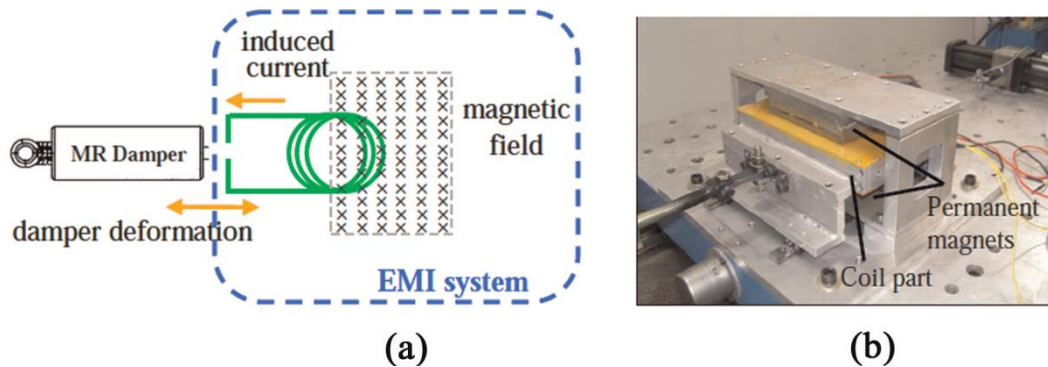 induced
current
magnetic
field
MR Damper
damper deformation
EMI system
(a)
Permanent
magnets
Coil part
(b)